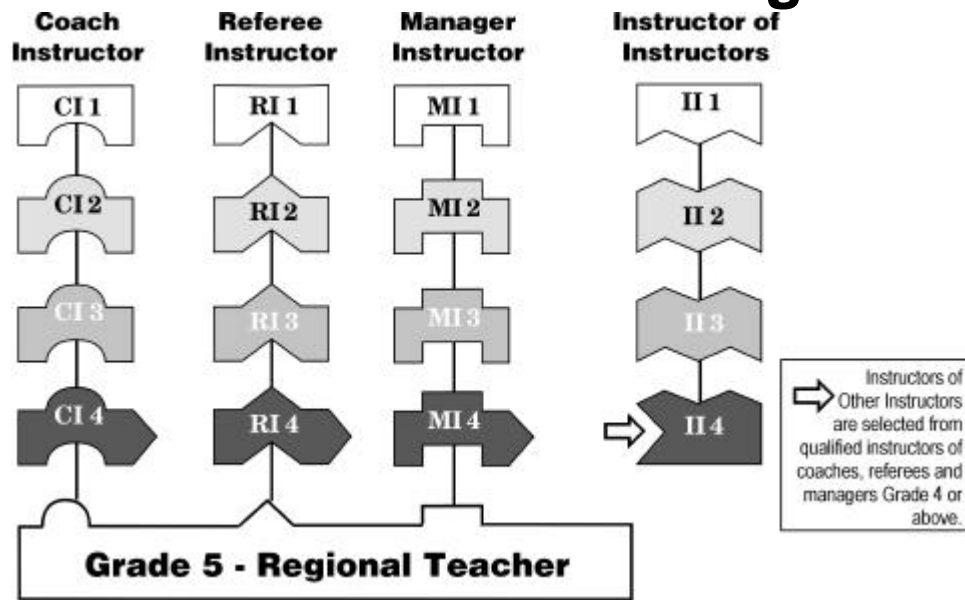 g
Coach
Instructor
Referee
Instructor
Manager
Instructor
Instructor of
Instructors
CI 1
RI 1
MI 1
II 1
CI 2
RI 2
MI 2
II 2
CI 3
RI 3
MI 3
II 3
CI 4
RI 4
MI 4
II 4
Instructors of
Other Instructors
are selected from
qualified instructors of
coaches, referees and
managers Grade 4 or
above.
Grade 5 - Regional Teacher